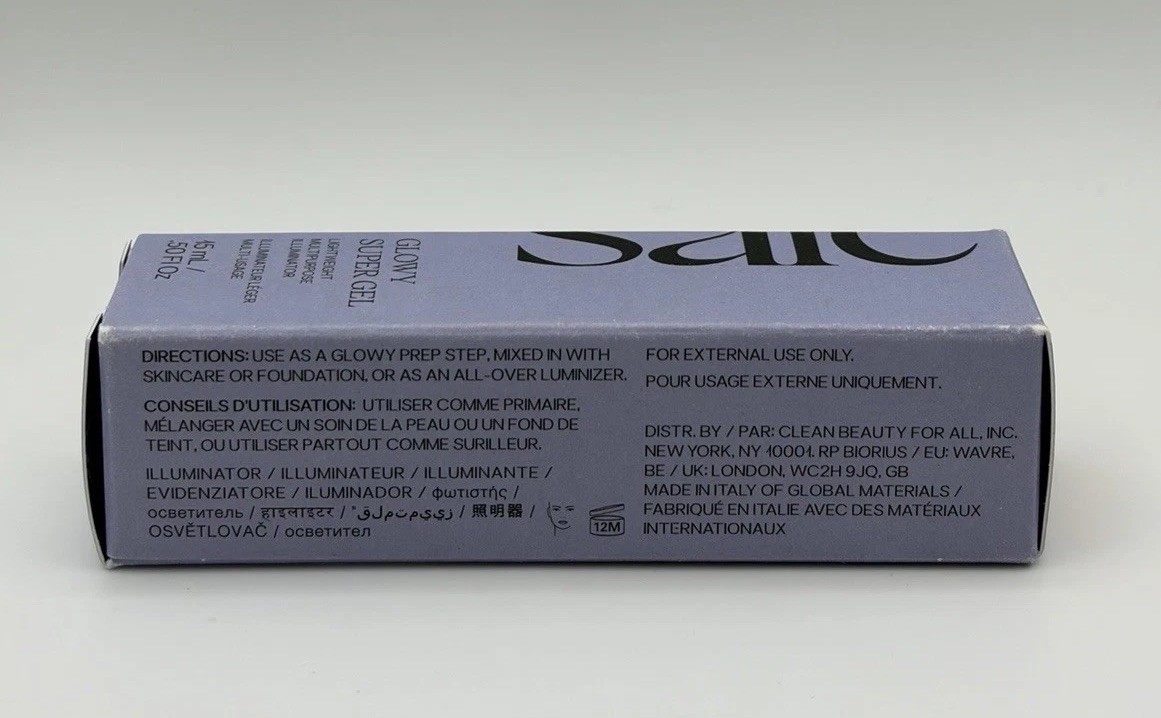 saie
GLOWY
SUPER GEL
LIGHTWEIGHT
MULTIPURPOSE
ILLUMINATOR
ILLUMINATEUR LÉGER
MULTI-USAGE
15 mL /
.50 Fl Oz
DIRECTIONS: USE AS A GLOWY PREP STEP, MIXED IN WITH
SKINCARE OR FOUNDATION, OR AS AN ALL-OVER LUMINIZER.
CONSEILS D'UTILISATION: UTILISER COMME PRIMAIRE,
MÉLANGER AVEC UN SOIN DE LA PEAU OU UN FOND DE
TEINT, OU UTILISER PARTOUT COMME SURILLEUR.
ILLUMINATOR / ILLUMINATEUR / ILLUMINANTE /
EVIDENZIATORE / ILUMINADOR / φωτιστής /
осветитель / हाइलाइटर / / 照明器 /
OSVĚTLOVAČ / осветител
12M
FOR EXTERNAL USE ONLY.
POUR USAGE EXTERNE UNIQUEMENT.
DISTR. BY / PAR: CLEAN BEAUTY FOR ALL, INC.
NEW YORK, NY 10001. RP BIORIUS / EU: WAVRE,
BE / UK: LONDON, WC2H 9JQ, GB
MADE IN ITALY OF GLOBAL MATERIALS /
FABRIQUÉ EN ITALIE AVEC DES MATÉRIAUX
INTERNATIONAUX